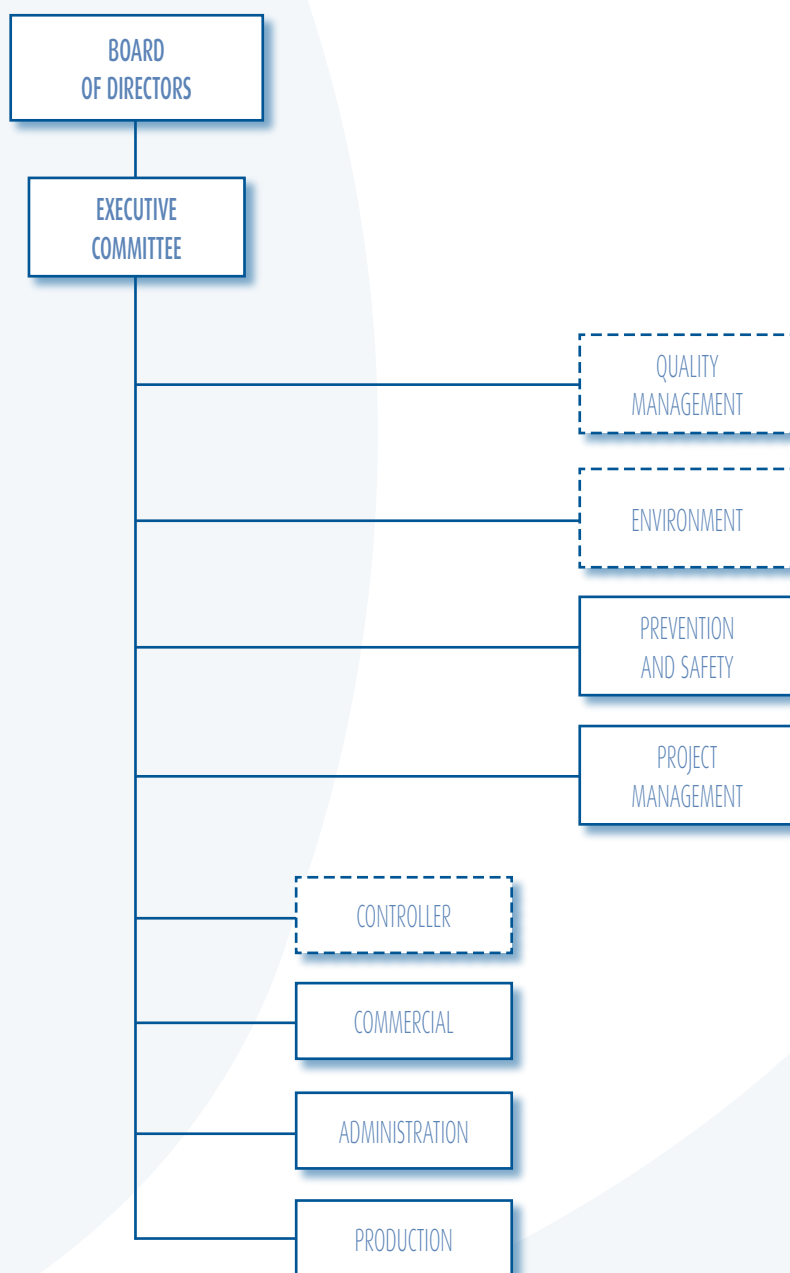 BOARD
OF DIRECTORS
EXECUTIVE
COMMITTEE
QUALITY
MANAGEMENT
ENVIRONMENT
PREVENTION
AND SAFETY
PROJECT
MANAGEMENT
CONTROLLER
COMMERCIAL
ADMINISTRATION
PRODUCTION